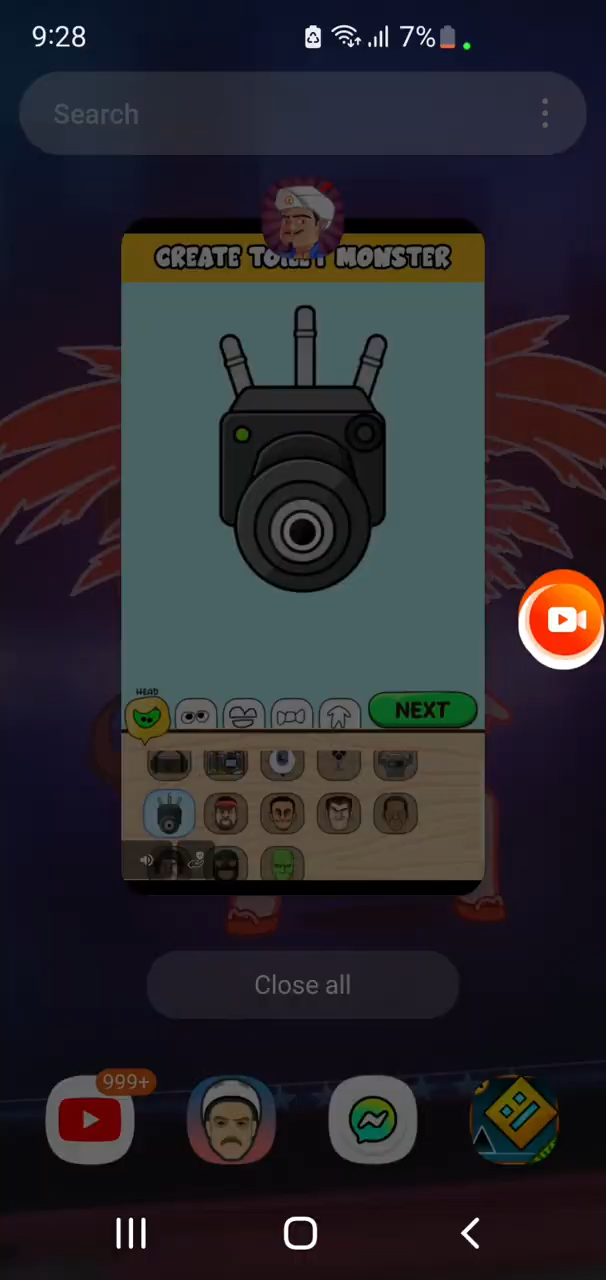 9:28
7%
Search
CREATE TOILET MONSTER
HEAD
NEXT
Close all
999+